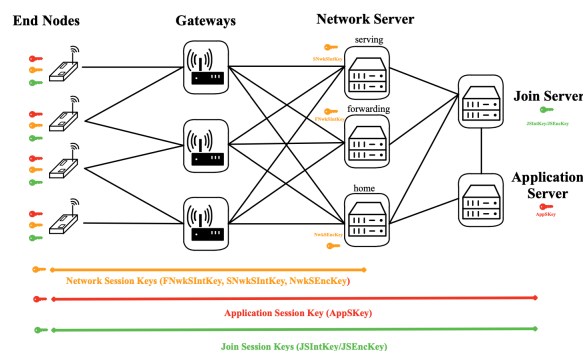 End Nodes
Gateways
Network Server
serving
SNwkSIntKey
forwarding
FNwkSIntKey
home
NwkSEncKey
Join Server
JSIntKey/JSEncKey
Application
Server
AppSKey
Network Session Keys (FNwkSIntKey, SNwkSIntKey, NwkSEncKey)
Application Session Key (AppSKey)
Join Session Keys (JSIntKey/JSEncKey)